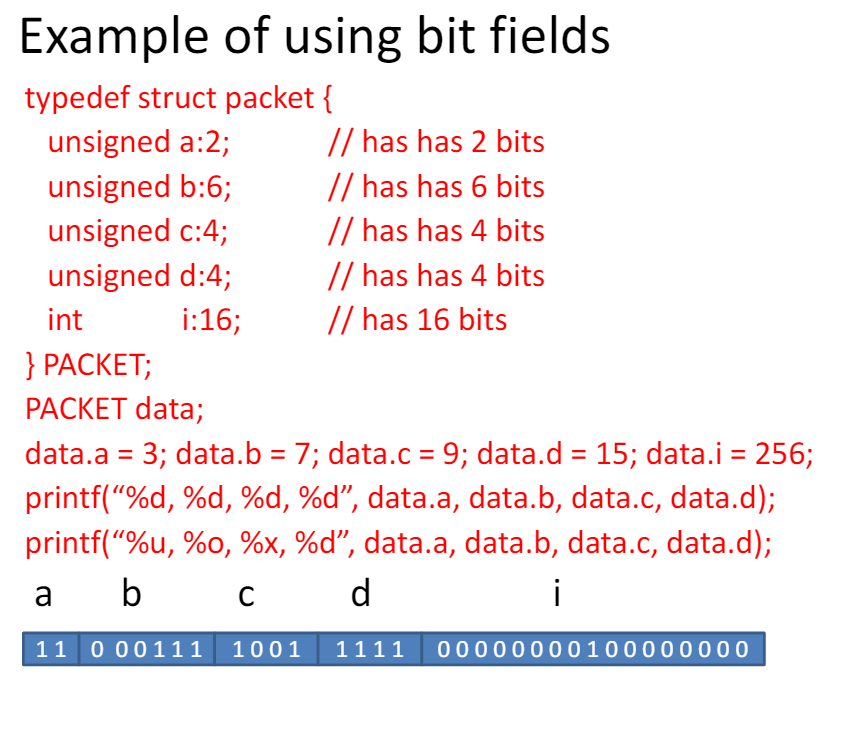 Example of using bit fields
typedef struct packet {
unsigned a:2; // has has 2 bits
unsigned b:6; // has has 6 bits
unsigned c:4; // has has 4 bits
unsigned d:4; // has has 4 bits
int i:16; // has 16 bits
} PACKET;
PACKET data;
data.a = 3; data.b = 7; data.c = 9; data.d = 15; data.i = 256;
printf(“%d, %d, %d, %d”, data.a, data.b, data.c, data.d);
printf(“%u, %o, %x, %d”, data.a, data.b, data.c, data.d);
a b c d i
11 0 00111 1001 1111 00000000100000000